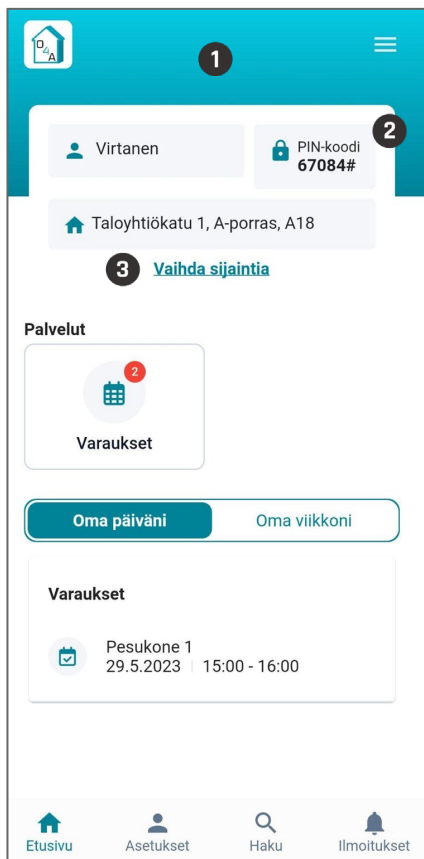 D
4
A
1
2
Virtanen
PIN-koodi
67084#
Taloyhtiökatu 1, A-porras, A18
3 Vaihda sijaintia
Palvelut
2
Varaukset
Oma päiväni Oma viikkoni
Varaukset
Pesukone 1
29.5.2023 | 15:00 - 16:00
Etusivu Asetukset Haku Ilmoitukset